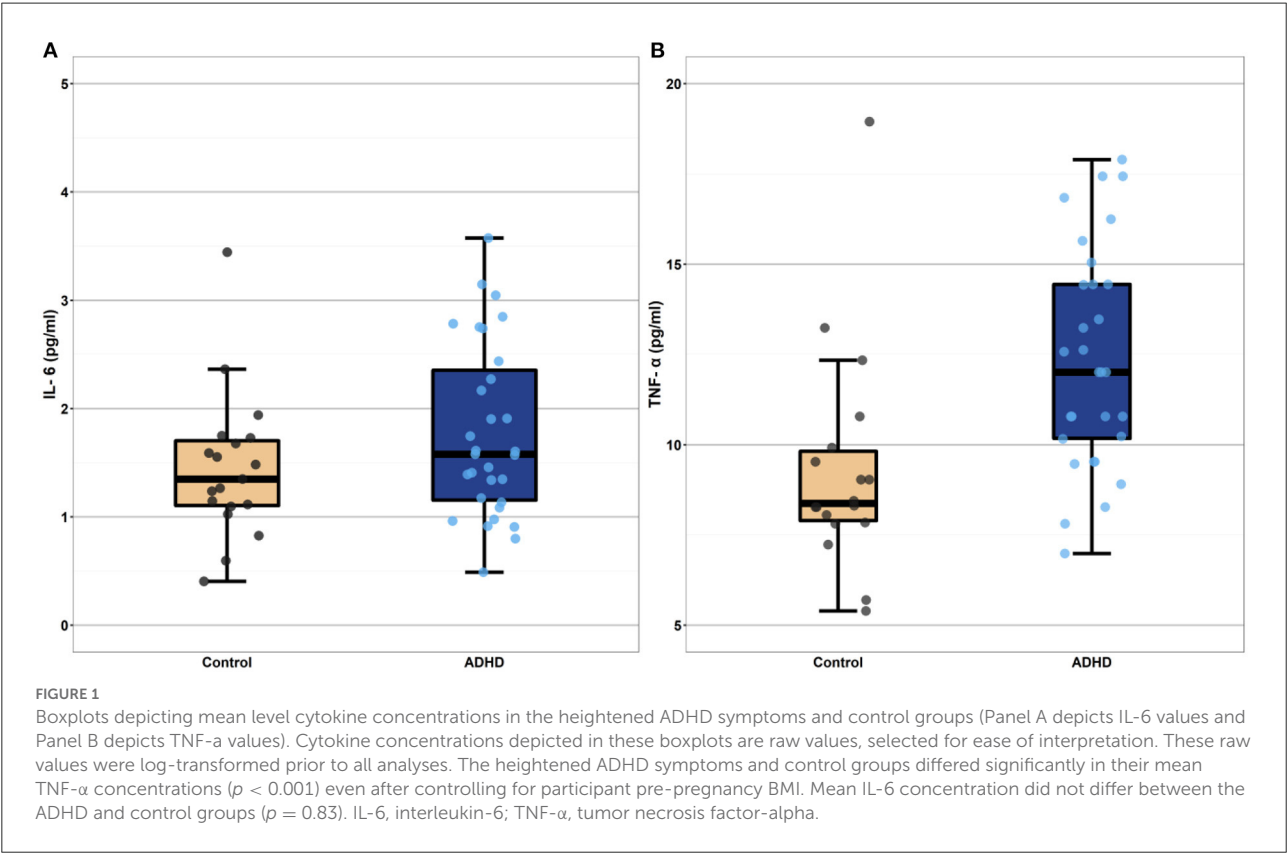 A
5
4
3
2
1
0
IL- 6 (pg/ml)
Control
ADHD
B
20
15
10
5
TNF- α (pg/ml)
Control
ADHD
FIGURE 1
Boxplots depicting mean level cytokine concentrations in the heightened ADHD symptoms and control groups (Panel A depicts IL-6 values and
Panel B depicts TNF-a values). Cytokine concentrations depicted in these boxplots are raw values, selected for ease of interpretation. These raw
values were log-transformed prior to all analyses. The heightened ADHD symptoms and control groups differed significantly in their mean
TNF-α concentrations (p < 0.001) even after controlling for participant pre-pregnancy BMI. Mean IL-6 concentration did not differ between the
ADHD and control groups (p = 0.83). IL-6, interleukin-6; TNF-α, tumor necrosis factor-alpha.